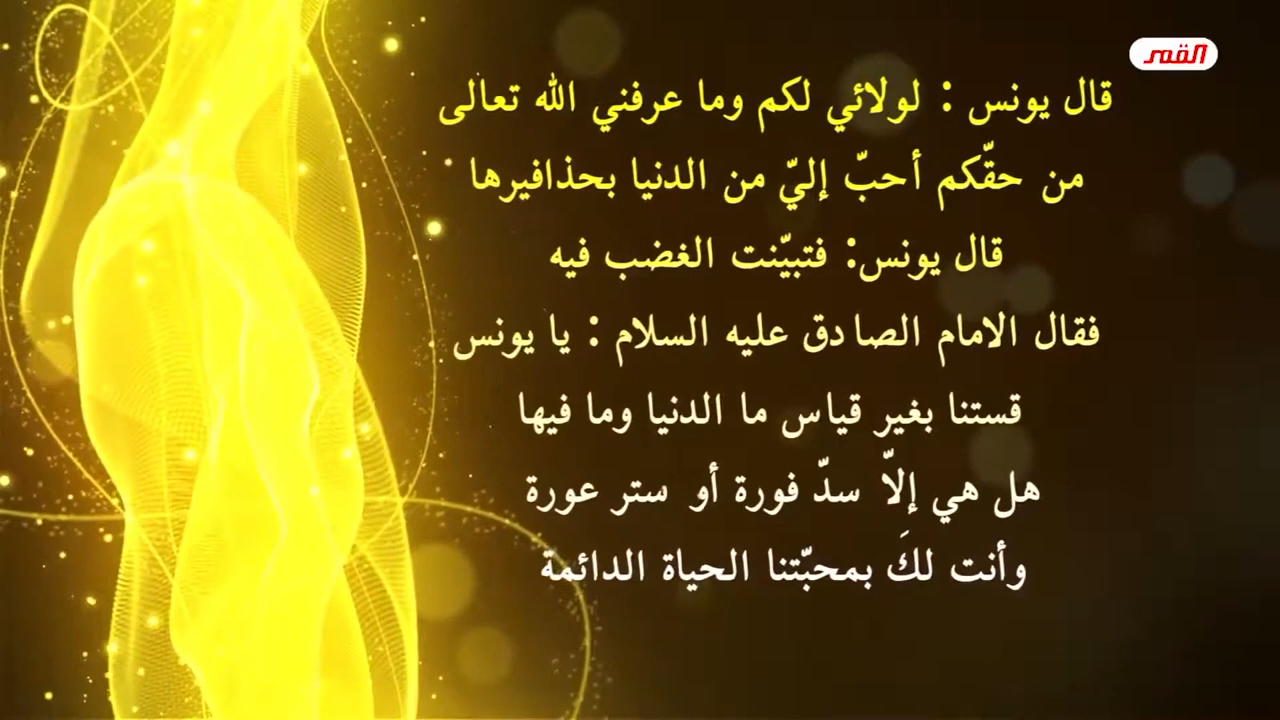 القمر
قال يونس : لولائي لكم وما عرفني الله تعالى
من حقّكم أحبّ إليّ من الدنيا بحذافيرها
قال يونس: فتبيّنت الغضب فيه
فقال الامام الصادق عليه السلام : يا يونس
قستنا بغير قياس ما الدنيا وما فيها
هل هي إلاّ سدّ فورة أو ستر عورة
وأنت لكَ بمحبّتنا الحياة الدائمة